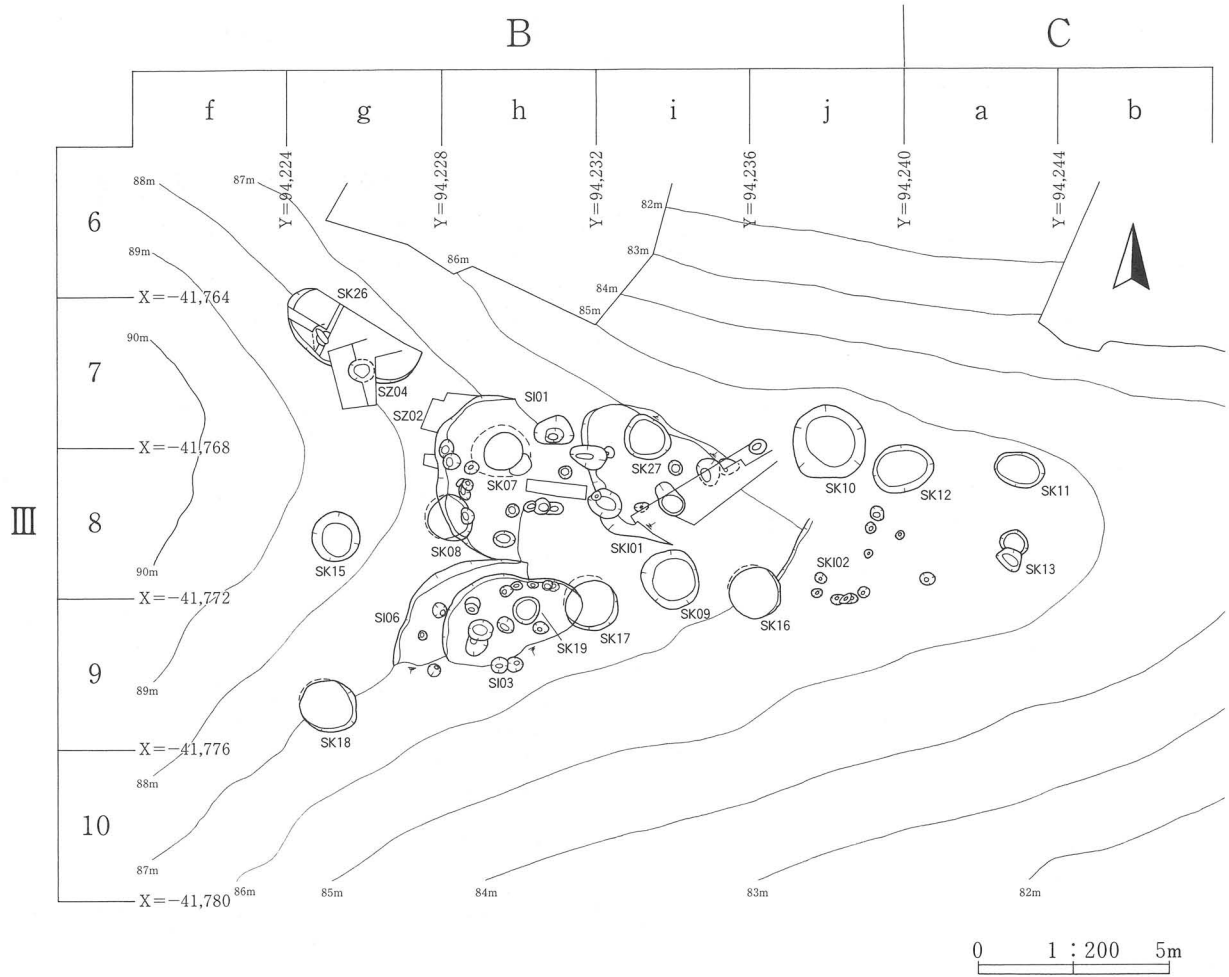 B
C
f
g
h
i
j
a
b
Y=94,224
Y=94,228
Y=94,232
Y=94,236
Y=94,240
Y=94,244
III
6
7
8
9
10
X=-41,764
X=-41,768
X=-41,772
X=-41,776
X=-41,780
88m
87m
89m
90m
86m
82m
83m
84m
85m
SK26
SZ04
SZ02
SI01
SK07
SK27
SK10
SK12
SK11
SK08
SKI01
SK15
SK13
SKI02
SK09
SK16
SI06
SK17
SK19
SI03
SK18
90m
89m
88m
87m
86m
85m
84m
83m
82m
0 1:200 5m